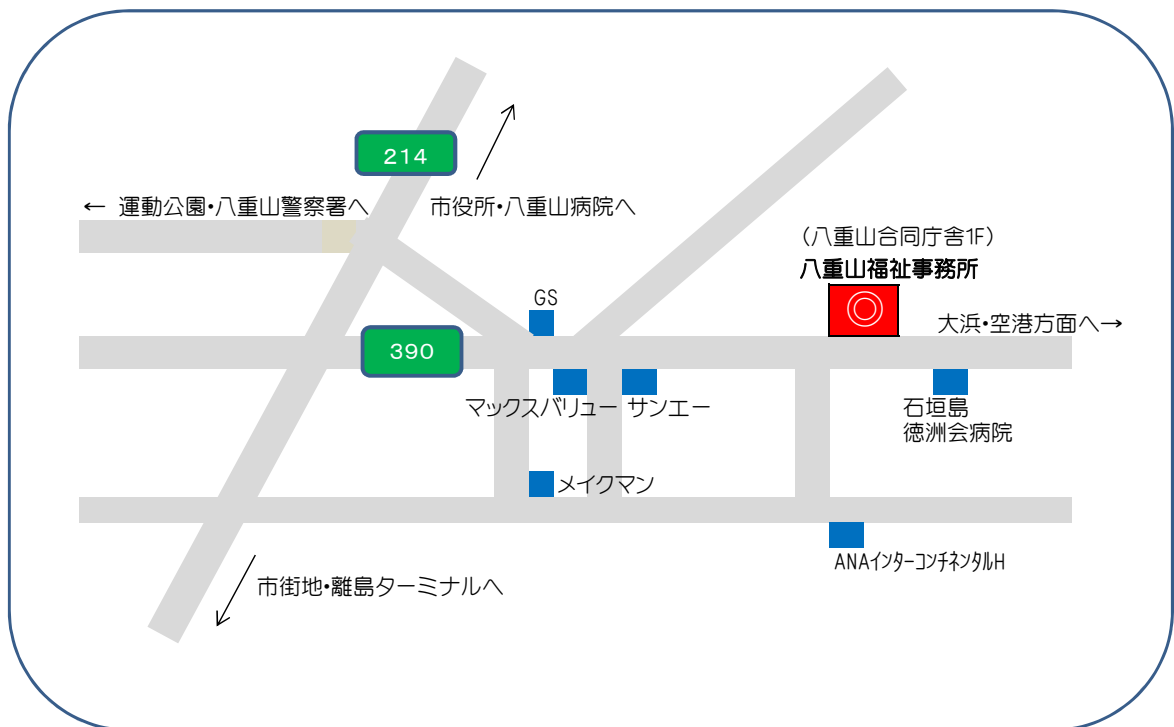 214
← 運動公園・八重山警察署へ
市役所・八重山病院へ
(八重山合同庁舎1F)
八重山福祉事務所
GS
大浜・空港方面へ→
390
マックスバリュー
サンエー
石垣島
徳洲会病院
メイクマン
ANAインターコンチネンタルH
市街地・離島ターミナルへ